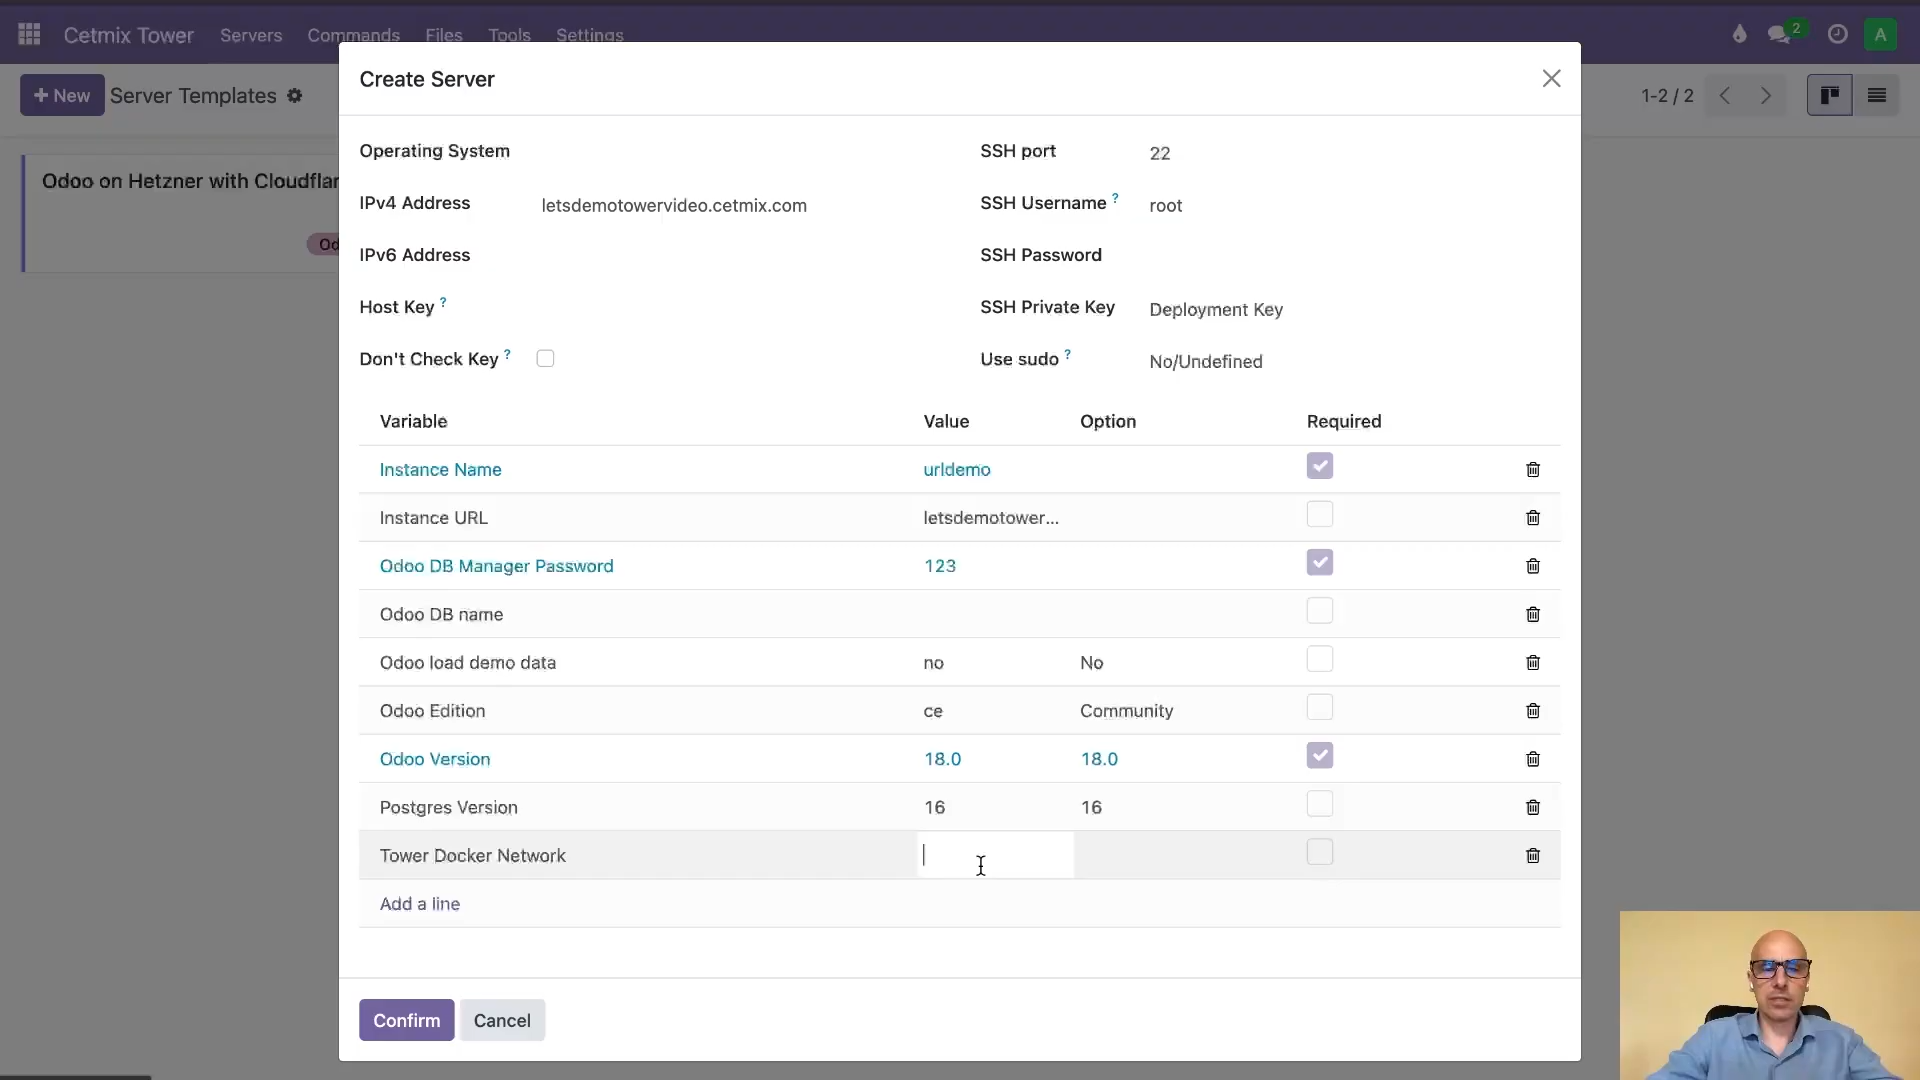 Cetmix Tower Servers Commands Files Tools Settings 2 A
+ New Server Templates 1-2 / 2
Odoo on Hetzner with Cloudflar
Od
Create Server
Operating System SSH port 22
IPv4 Address letsdemotowervideo.cetmix.com SSH Username ? root
IPv6 Address SSH Password
Host Key ? SSH Private Key Deployment Key
Don't Check Key ? Use sudo ? No/Undefined
Variable Value Option Required
Instance Name urldemo
Instance URL letsdemotower...
Odoo DB Manager Password 123
Odoo DB name
Odoo load demo data no No
Odoo Edition ce Community
Odoo Version 18.0 18.0
Postgres Version 16 16
Tower Docker Network
Add a line
Confirm Cancel